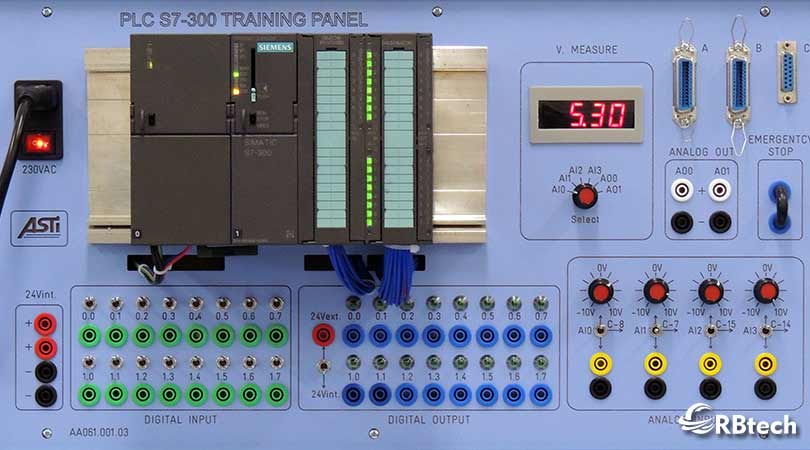 PLC S7-300 TRAINING PANEL
SIEMENS
SIMATIC
S7-300
0
1
230VAC
ASTi
V. MEASURE
5.30
AI0 AI1 AI2 AI3 AO0 AO1
Select
A
B
C
ANALOG OUT
AO0
+
AO1
-
EMERGENTCY
STOP
24Vint.
+
+
-
-
0.0 0.1 0.2 0.3 0.4 0.5 0.6 0.7
1.0 1.1 1.2 1.3 1.4 1.5 1.6 1.7
DIGITAL INPUT
24Vext.
24Vint.
0.0 0.1 0.2 0.3 0.4 0.5 0.6 0.7
1.0 1.1 1.2 1.3 1.4 1.5 1.6 1.7
DIGITAL OUTPUT
0V 0V 0V 0V
-10V 10V -10V 10V -10V 10V -10V 10V
AI0 C-8 AI1 C-7 AI2 C-15 AI3 C-14
RBtech
AA061.001.03